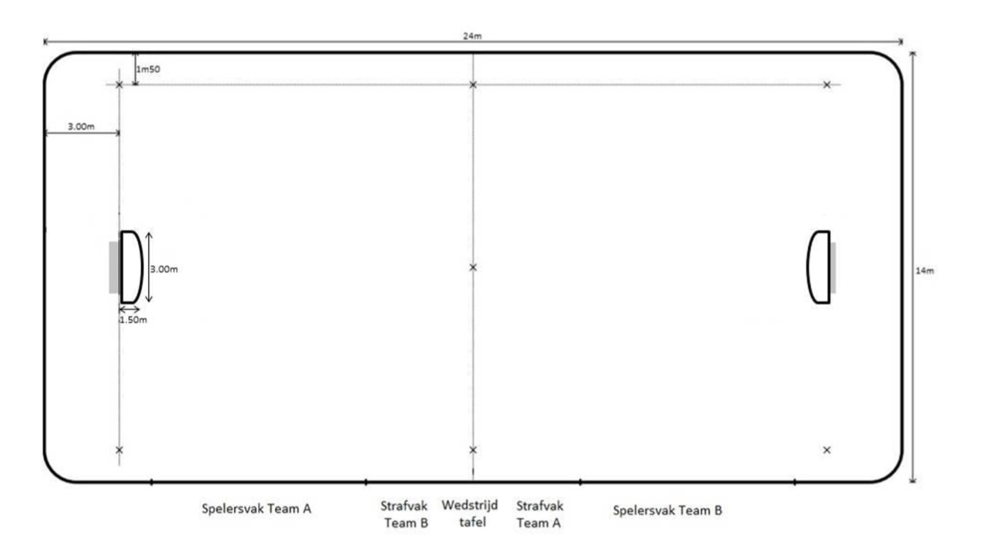 24m
1m50
3.00m
3.00m
14m
1.50m
Spelersvak Team A
Strafvak
Team B
Wedstrijd
tafel
Strafvak
Team A
Spelersvak Team B